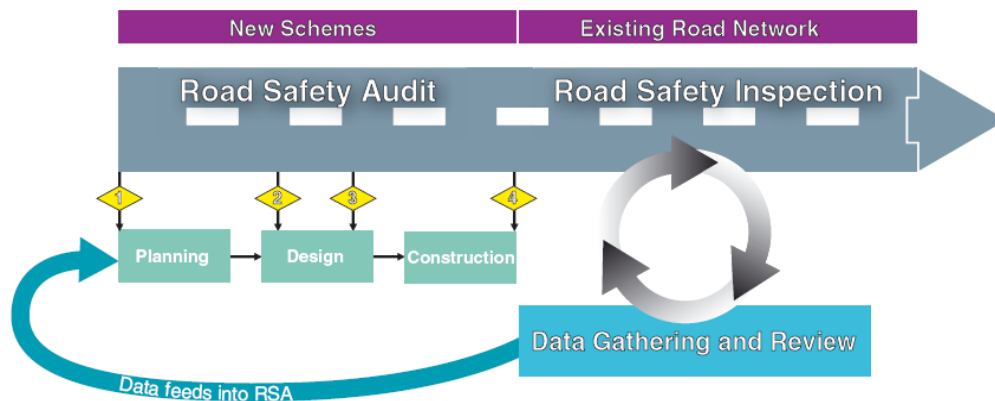 New Schemes
Existing Road Network
Road Safety Audit
Road Safety Inspection
1
2
3
4
Planning
Design
Construction
Data Gathering and Review
Data feeds into RSA